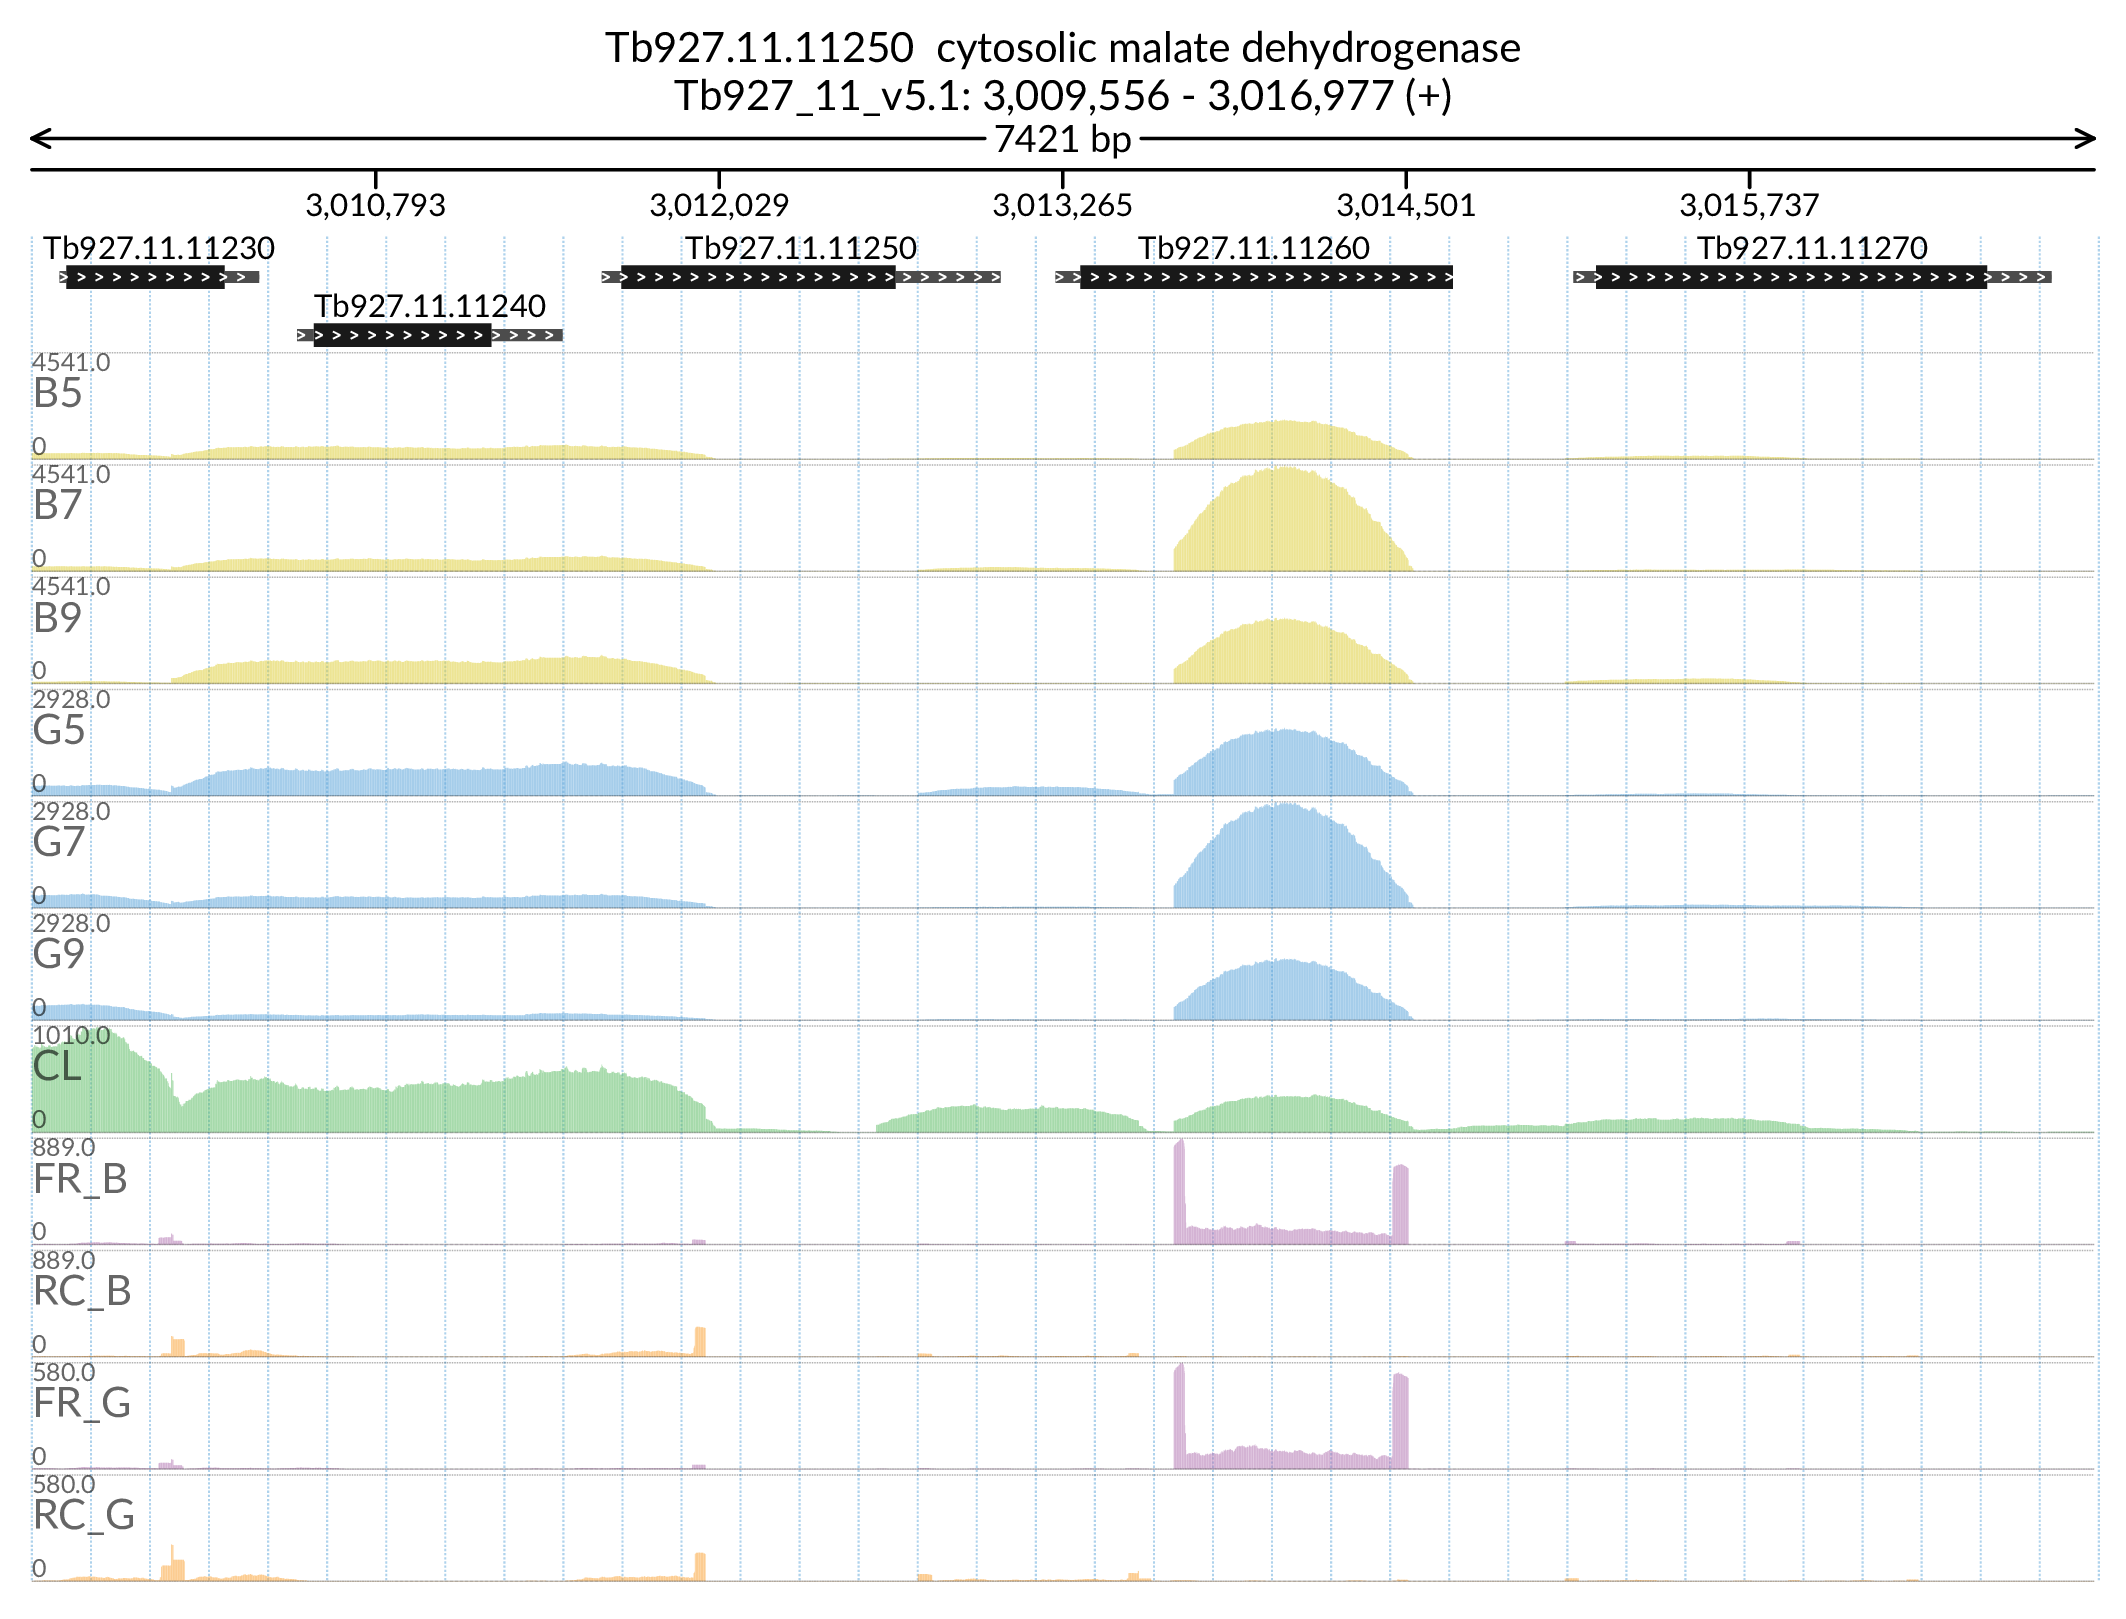 Tb927.11.11250  cytosolic malate dehydrogenase
Tb927_11_v5.1: 3,009,556 - 3,016,977 (+)
7421 bp
3,010,793 3,012,029 3,013,265 3,014,501 3,015,737
Tb927.11.11230 Tb927.11.11250 Tb927.11.11260 Tb927.11.11270
Tb927.11.11240
4541.0
B5
0
4541.0
B7
0
4541.0
B9
0
2928.0
G5
0
2928.0
G7
0
2928.0
G9
0
1010.0
CL
0
889.0
FR_B
0
889.0
RC_B
0
580.0
FR_G
0
580.0
RC_G
0